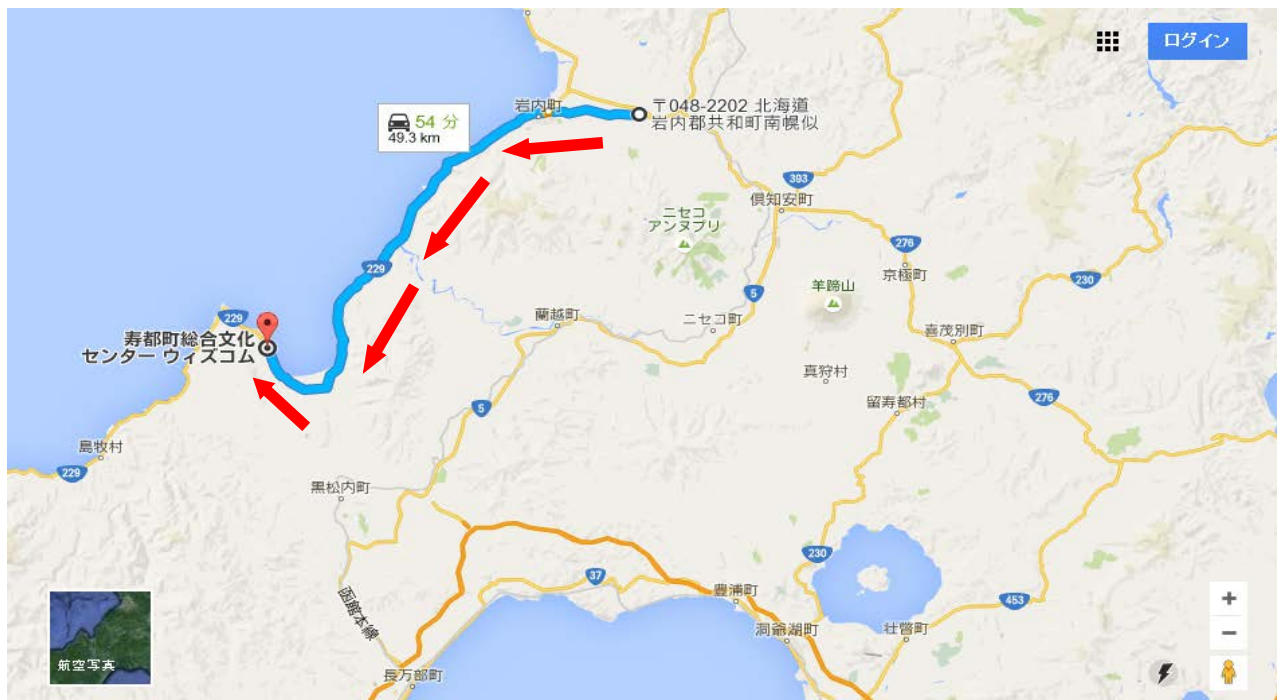 ログイン
岩内町
〒048-2202 北海道
岩内郡共和町南幌似
54 分
49.3 km
393
倶知安町
ニセコ
アンヌプリ
276
京極町
229
230
羊蹄山
5
229
蘭越町
ニセコ町
喜茂別町
寿都町総合文化
センター ウィズコム
真狩村
276
留寿都村
5
島牧村
229
黒松内町
230
37
豊浦町
453
函館本線
洞爺湖町
壮瞥町
航空写真
長万部町